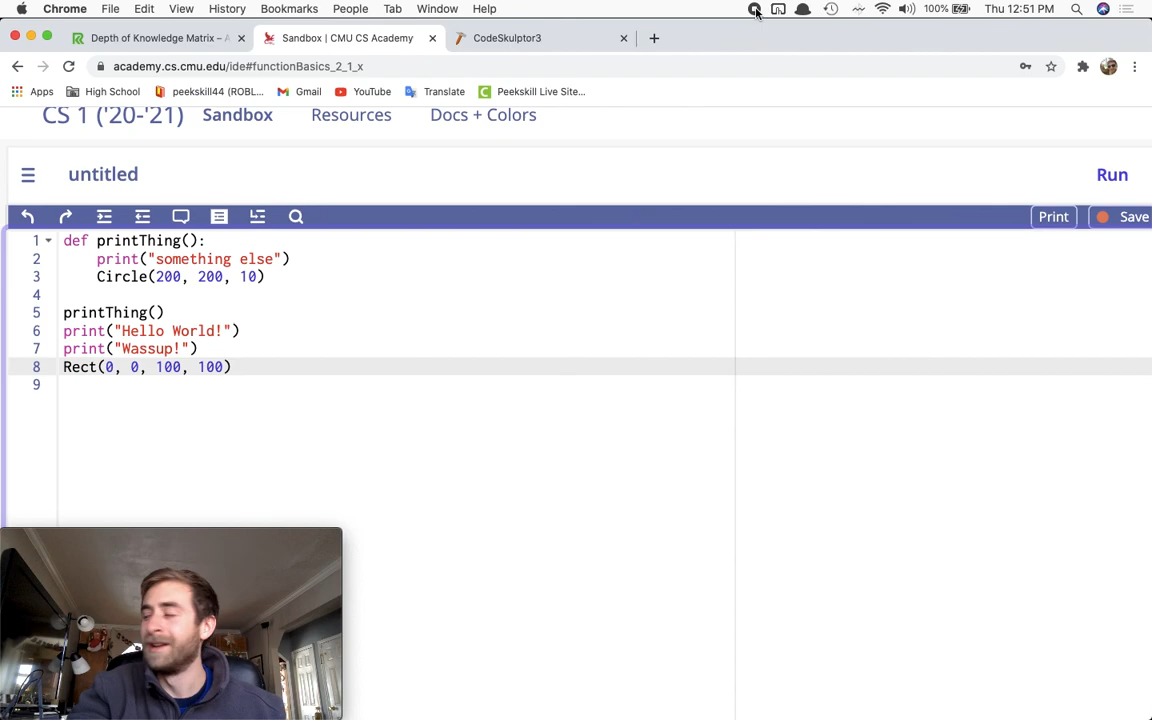 Chrome File Edit View History Bookmarks People Tab Window Help 100% Thu 12:51 PM
Depth of Knowledge Matrix – A Sandbox | CMU CS Academy CodeSkulptor3
academy.cs.cmu.edu/ide#functionBasics_2_1_x
Apps High School peekskill44 (ROBL... Gmail YouTube Translate Peekskill Live Site...
CS 1 ('20-'21) Sandbox Resources Docs + Colors
untitled Run
Print Save
1 def printThing():
2 print("something else")
3 Circle(200, 200, 10)
4
5 printThing()
6 print("Hello World!")
7 print("Wassup!")
8 Rect(0, 0, 100, 100)
9